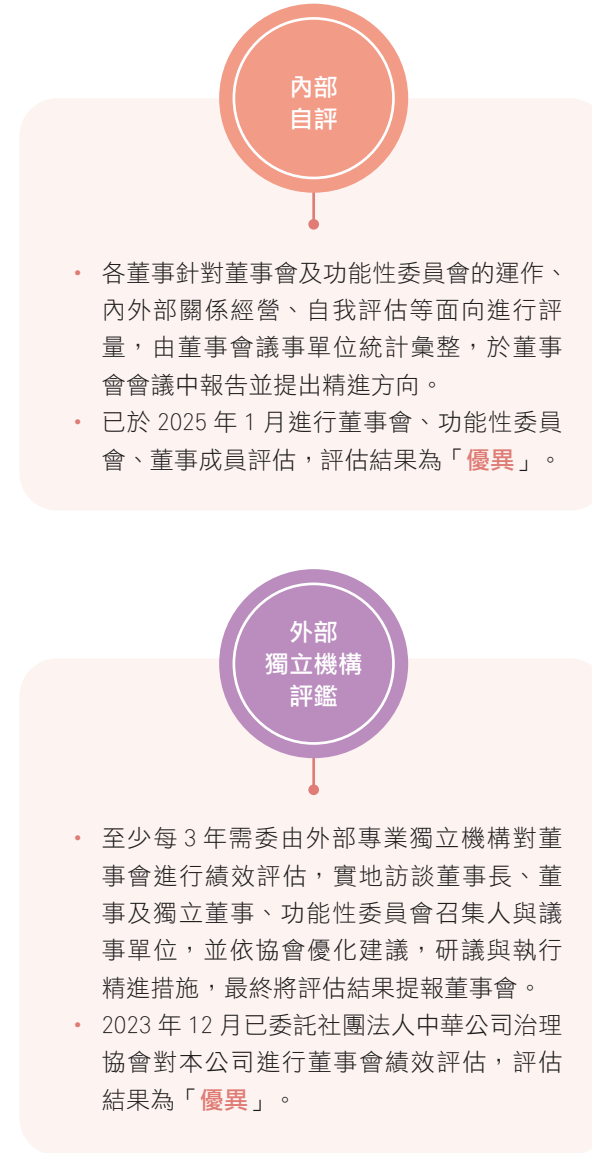 內部
自評
• 各董事針對董事會及功能性委員會的運作、
內外部關係經營、自我評估等面向進行評
量，由董事會議事單位統計彙整，於董事
會會議中報告並提出精進方向。
• 已於 2025 年 1 月進行董事會、功能性委員
會、董事成員評估，評估結果為「優異」。
外部
獨立機構
評鑑
• 至少每 3 年需委由外部專業獨立機構對董
事會進行績效評估，實地訪談董事長、董
事及獨立董事、功能性委員會召集人與議
事單位，並依協會優化建議，研議與執行
精進措施，最終將評估結果提報董事會。
• 2023 年 12 月已委託社團法人中華公司治理
協會對本公司進行董事會績效評估，評估
結果為「優異」。